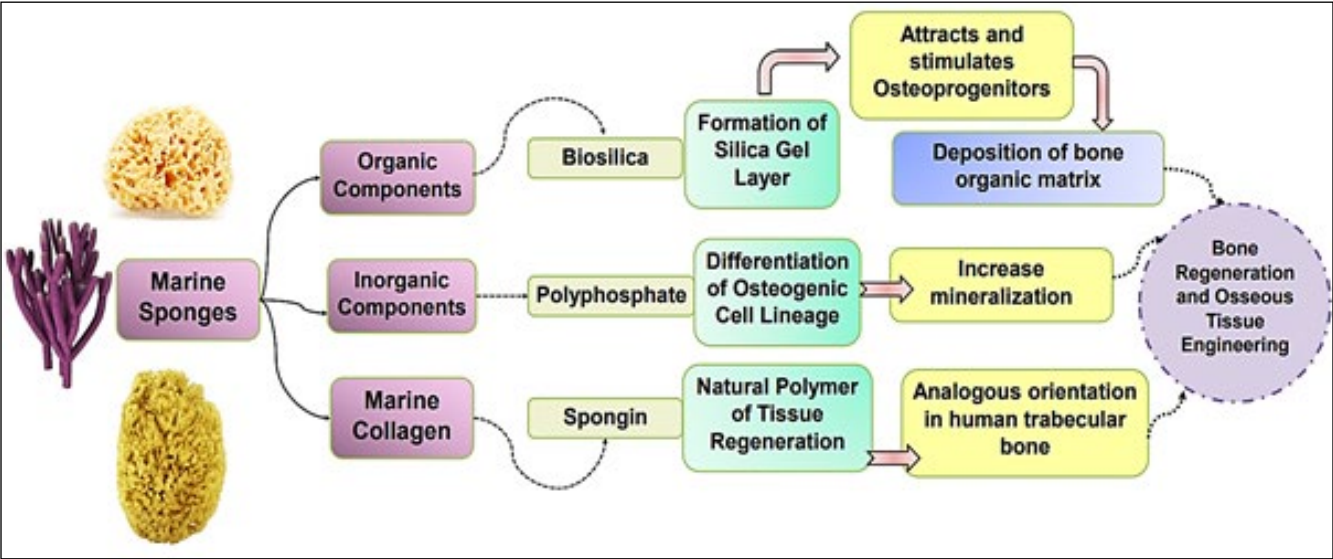 Marine
Sponges
Organic
Components
Biosilica
Formation of
Silica Gel
Layer
Attracts and
stimulates
Osteoprogenitors
Deposition of bone
organic matrix
Inorganic
Components
Polyphosphate
Differentiation
of Osteogenic
Cell Lineage
Increase
mineralization
Marine
Collagen
Spongin
Natural Polymer
of Tissue
Regeneration
Analogous orientation
in human trabecular
bone
Bone
Regeneration
and Osseous
Tissue
Engineering